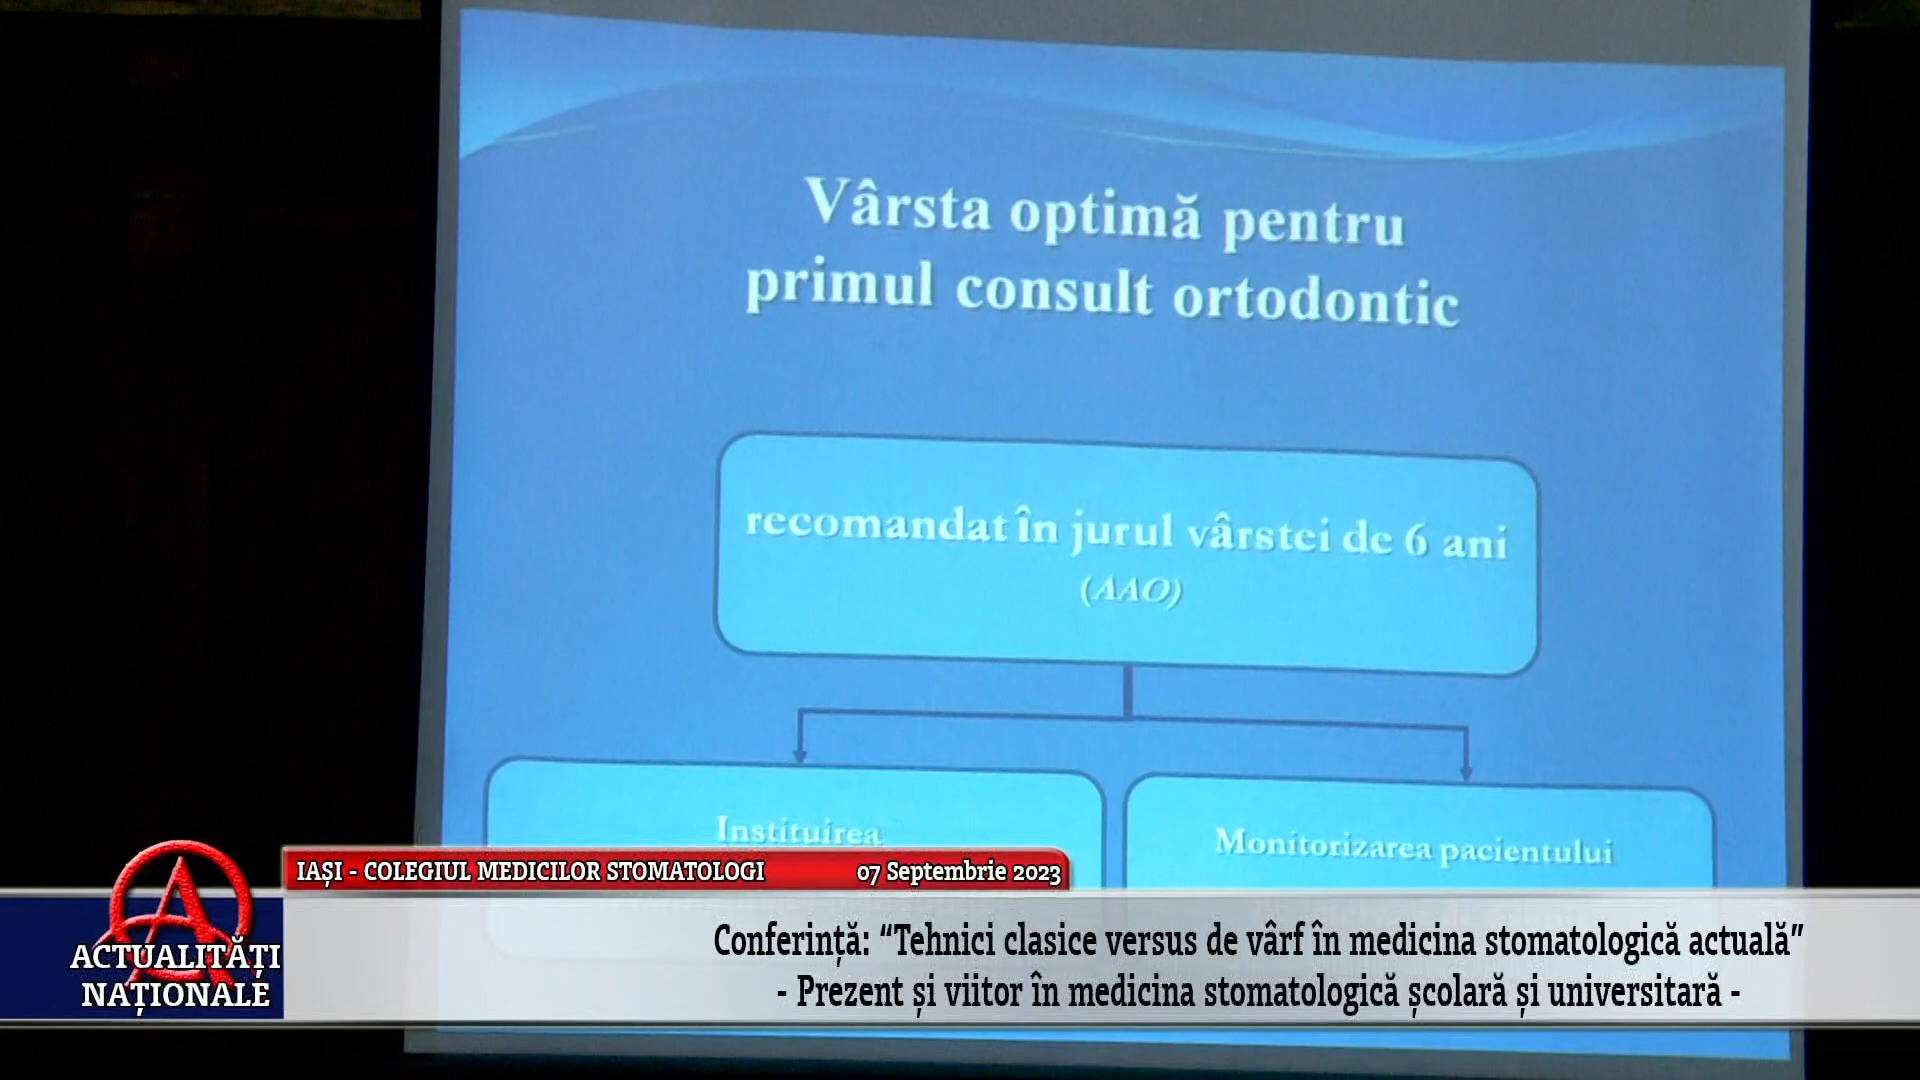 Vârsta optimă pentru
primul consult ortodontic
recomandat în jurul vârstei de 6 ani
(AAO)
Instituirea
Monitorizarea pacientului
IAȘI - COLEGIUL MEDICILOR STOMATOLOGI 07 Septembrie 2023
ACTUALITĂȚI
NAȚIONALE
Conferință: “Tehnici clasice versus de vârf în medicina stomatologică actuală”
- Prezent și viitor în medicina stomatologică școlară și universitară -